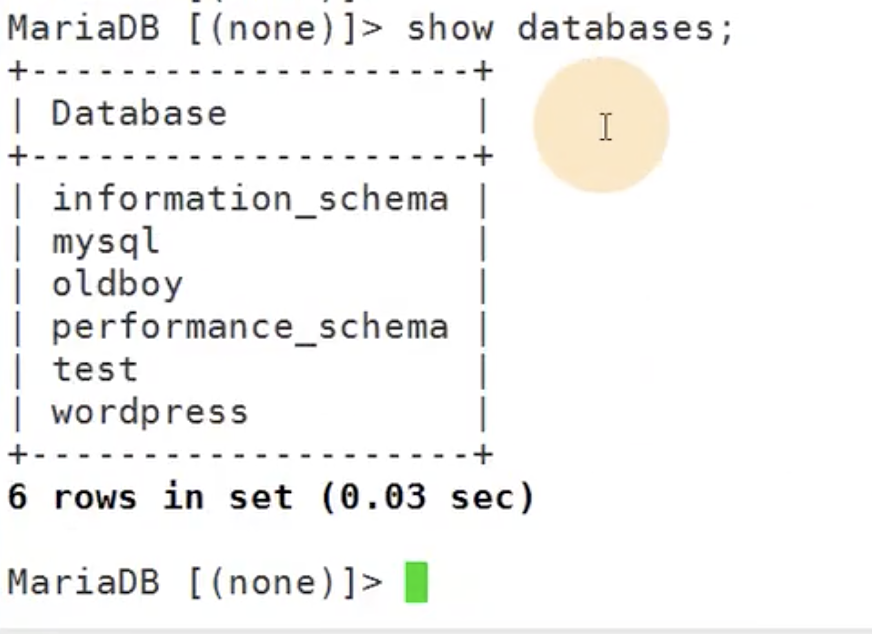 MariaDB [(none)]> show databases;
+--------------------+
| Database           |
+--------------------+
| information_schema |
| mysql              |
| oldboy             |
| performance_schema |
| test               |
| wordpress          |
+--------------------+
6 rows in set (0.03 sec)
MariaDB [(none)]>